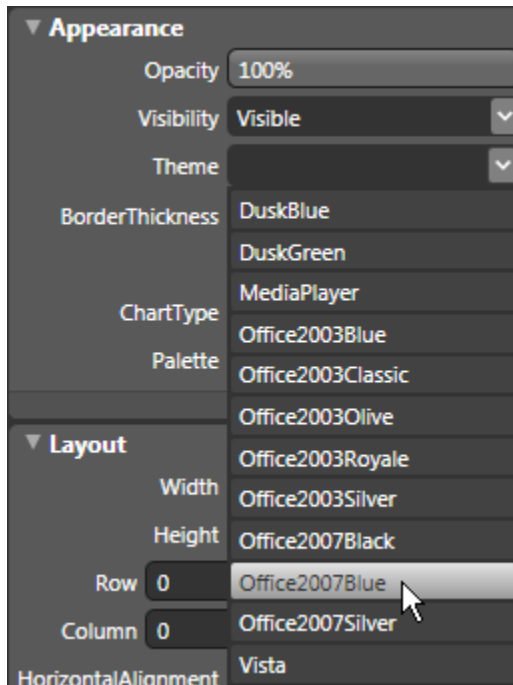 Appearance
Opacity 100%
Visibility Visible
Theme
BorderThickness
DuskBlue
DuskGreen
MediaPlayer
ChartType
Office2003Blue
Palette
Office2003Classic
Office2003Olive
Layout
Office2003Royale
Width
Office2003Silver
Height
Office2007Black
Row 0
Office2007Blue
Column 0
Office2007Silver
HorizontalAlignment
Vista